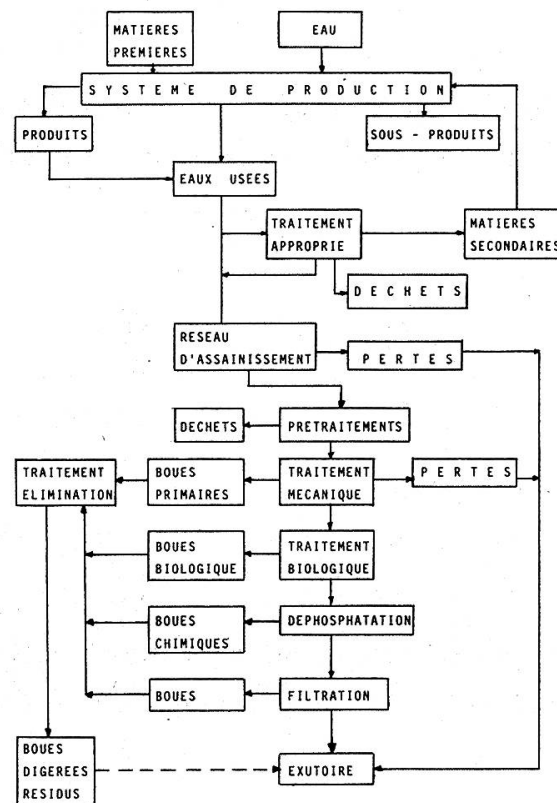 MATIERES
PREMIERES
EAU
SYSTEME DE PRODUCTION
PRODUITS
SOUS - PRODUITS
EAUX USEES
TRAITEMENT
APPROPRIE
MATIERES
SECONDAIRES
DECHETS
RESEAU
D'ASSAINISSEMENT
PERTES
DECHETS
PRETRAITEMENTS
TRAITEMENT
ELIMINATION
BOUES
PRIMAIRES
TRAITEMENT
MECANIQUE
PERTES
BOUES
BIOLOGIQUE
TRAITEMENT
BIOLOGIQUE
BOUES
CHIMIQUES
DEPHOSPHATATION
BOUES
FILTRATION
BOUES
DIGEREES
RESIDUS
EXUTOIRE